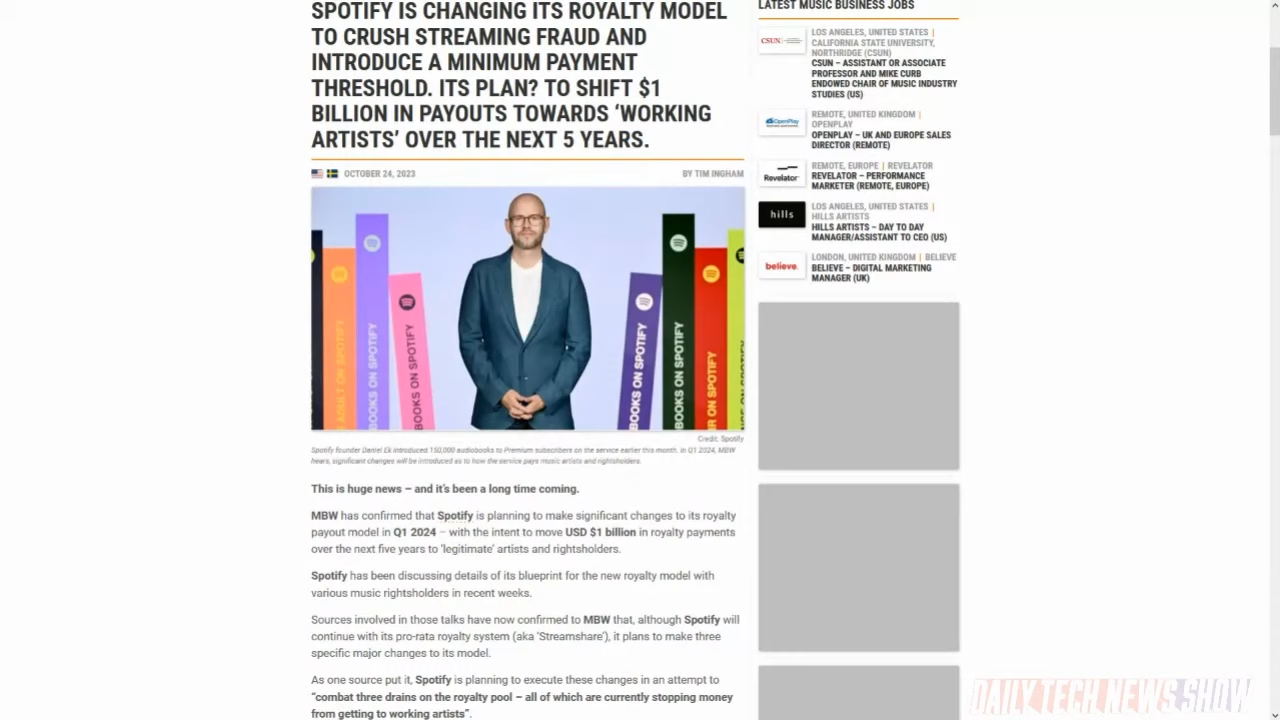 SPOTIFY IS CHANGING ITS ROYALTY MODEL
TO CRUSH STREAMING FRAUD AND
INTRODUCE A MINIMUM PAYMENT
THRESHOLD. ITS PLAN? TO SHIFT $1
BILLION IN PAYOUTS TOWARDS ‘WORKING
ARTISTS’ OVER THE NEXT 5 YEARS.
OCTOBER 24, 2023
BY TIM INGHAM
ADULT ON SPOTIFY
BOOKS ON SPOTIFY
BOOKS ON SPOTIFY
BOOKS ON SPOTIFY
BOOKS ON SPOTIFY
ON SPOTIFY
Credit: Spotify
Spotify founder Daniel Ek introduced 150,000 audiobooks to Premium subscribers on the service earlier this month. In Q1 2024, MBW
hears, significant changes will be introduced as to how the service pays music artists and rightsholders.
This is huge news – and it’s been a long time coming.
MBW has confirmed that Spotify is planning to make significant changes to its royalty
payout model in Q1 2024 – with the intent to move USD $1 billion in royalty payments
over the next five years to ‘legitimate’ artists and rightsholders.
Spotify has been discussing details of its blueprint for the new royalty model with
various music rightsholders in recent weeks.
Sources involved in those talks have now confirmed to MBW that, although Spotify will
continue with its pro-rata royalty system (aka ‘Streamshare’), it plans to make three
specific major changes to its model.
As one source put it, Spotify is planning to execute these changes in an attempt to
“combat three drains on the royalty pool – all of which are currently stopping money
from getting to working artists”.
LATEST MUSIC BUSINESS JOBS
CSUN
LOS ANGELES, UNITED STATES |
CALIFORNIA STATE UNIVERSITY,
NORTHRIDGE (CSUN)
CSUN – ASSISTANT OR ASSOCIATE
PROFESSOR AND MIKE CURB
ENDOWED CHAIR OF MUSIC INDUSTRY
STUDIES (US)
OpenPlay
REMOTE, UNITED KINGDOM |
OPENPLAY
OPENPLAY – UK AND EUROPE SALES
DIRECTOR (REMOTE)
Revelator
REMOTE, EUROPE | REVELATOR
REVELATOR – PERFORMANCE
MARKETER (REMOTE, EUROPE)
hills
LOS ANGELES, UNITED STATES |
HILLS ARTISTS
HILLS ARTISTS – DAY TO DAY
MANAGER/ASSISTANT TO CEO (US)
believe.
LONDON, UNITED KINGDOM | BELIEVE
BELIEVE – DIGITAL MARKETING
MANAGER (UK)
DAILY TECH NEWS SHOW